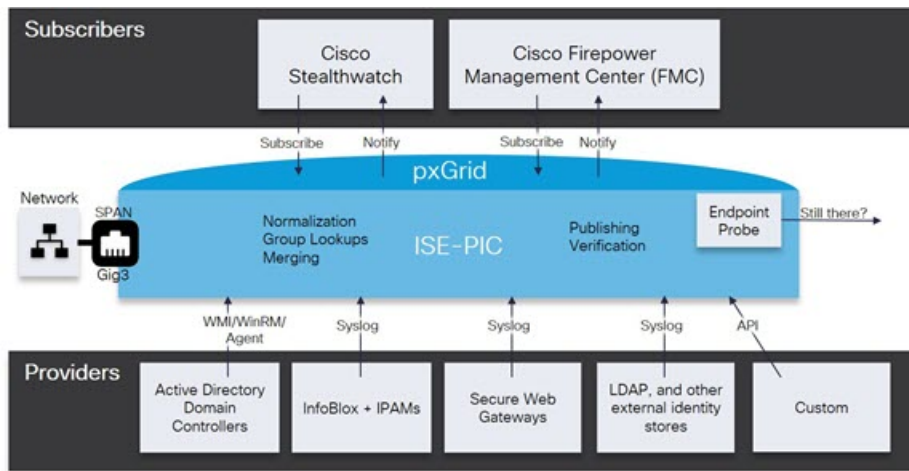 Subscribers
Cisco
Stealthwatch
Cisco Firepower
Management Center (FMC)
Subscribe
Notify
Subscribe
Notify
pxGrid
Network
SPAN
Gig3
Normalization
Group Lookups
Merging
ISE-PIC
Publishing
Verification
Endpoint
Probe
Still there?
WMI/WinRM/
Agent
Syslog
Syslog
Syslog
API
Providers
Active Directory
Domain
Controllers
InfoBlox + IPAMs
Secure Web
Gateways
LDAP, and other
external identity
stores
Custom